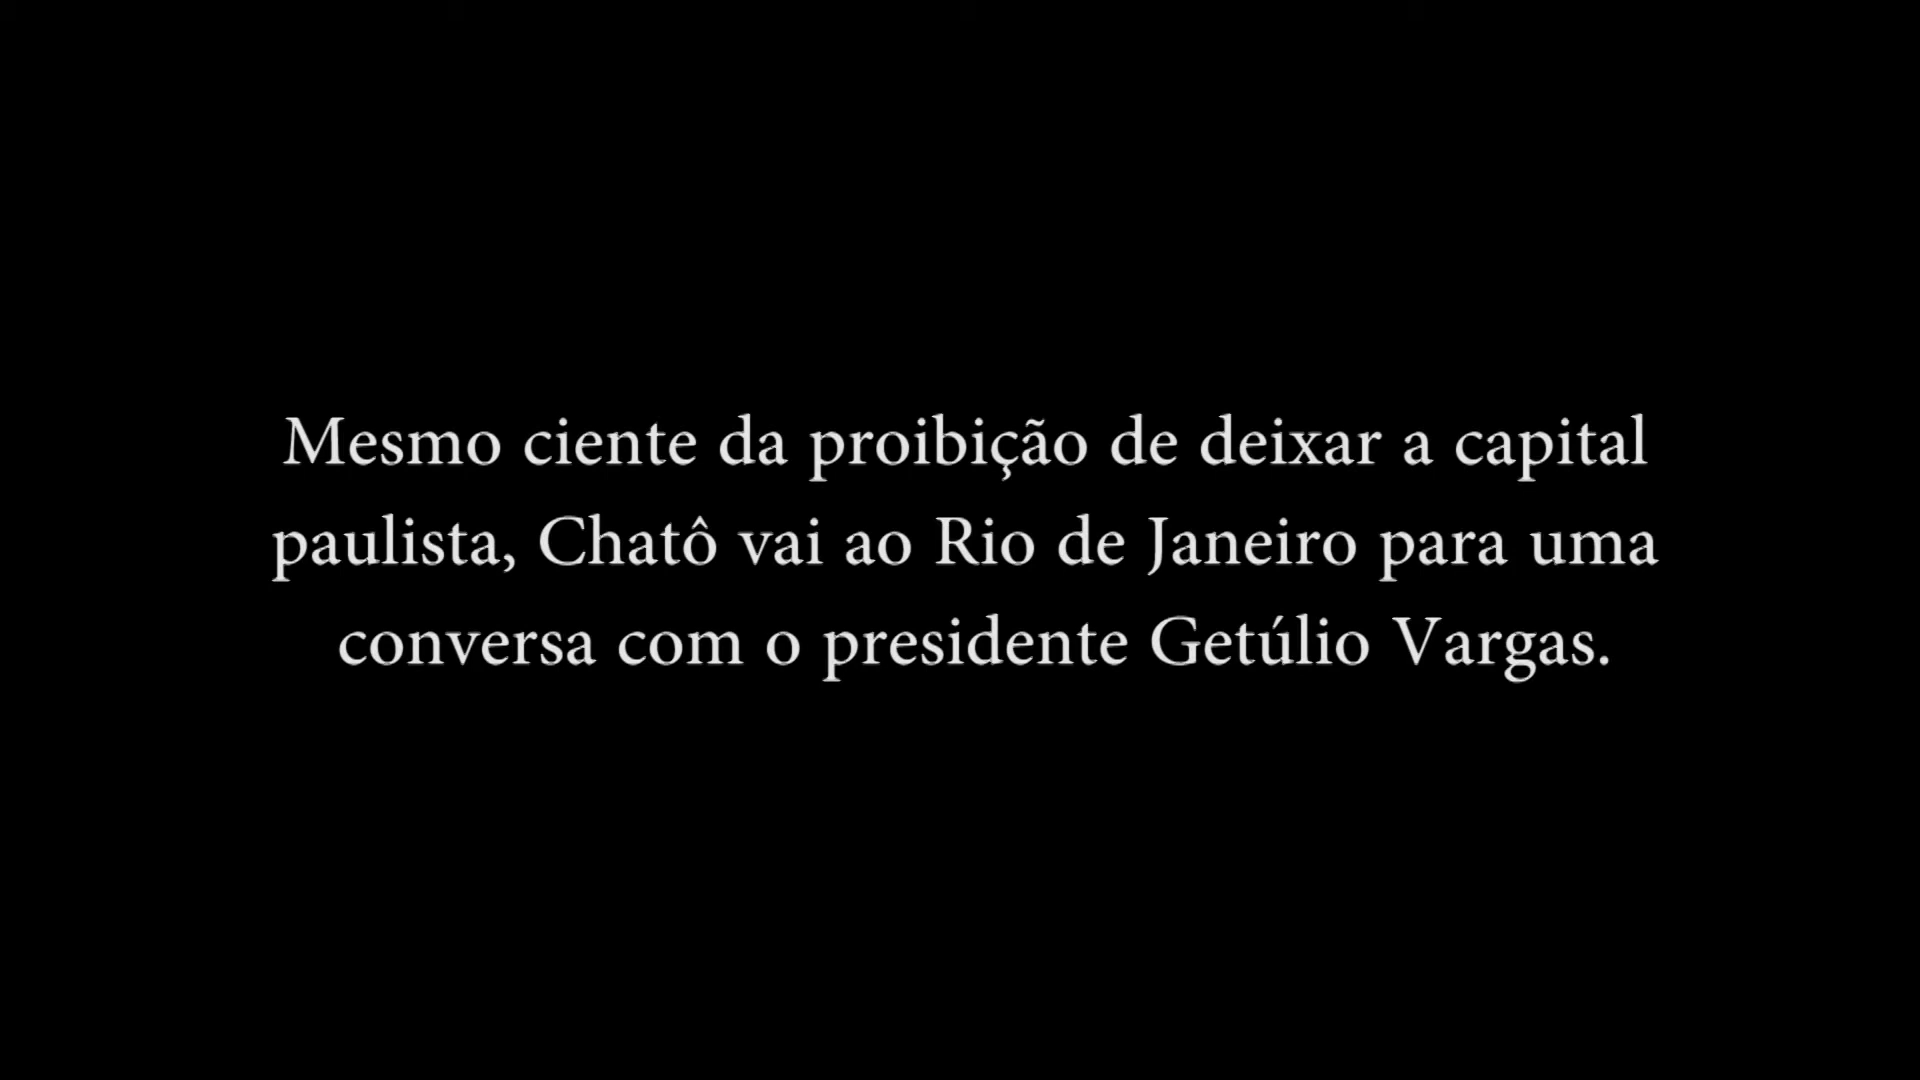 Mesmo ciente da proibição de deixar a capital
paulista, Chatô vai ao Rio de Janeiro para uma
conversa com o presidente Getúlio Vargas.